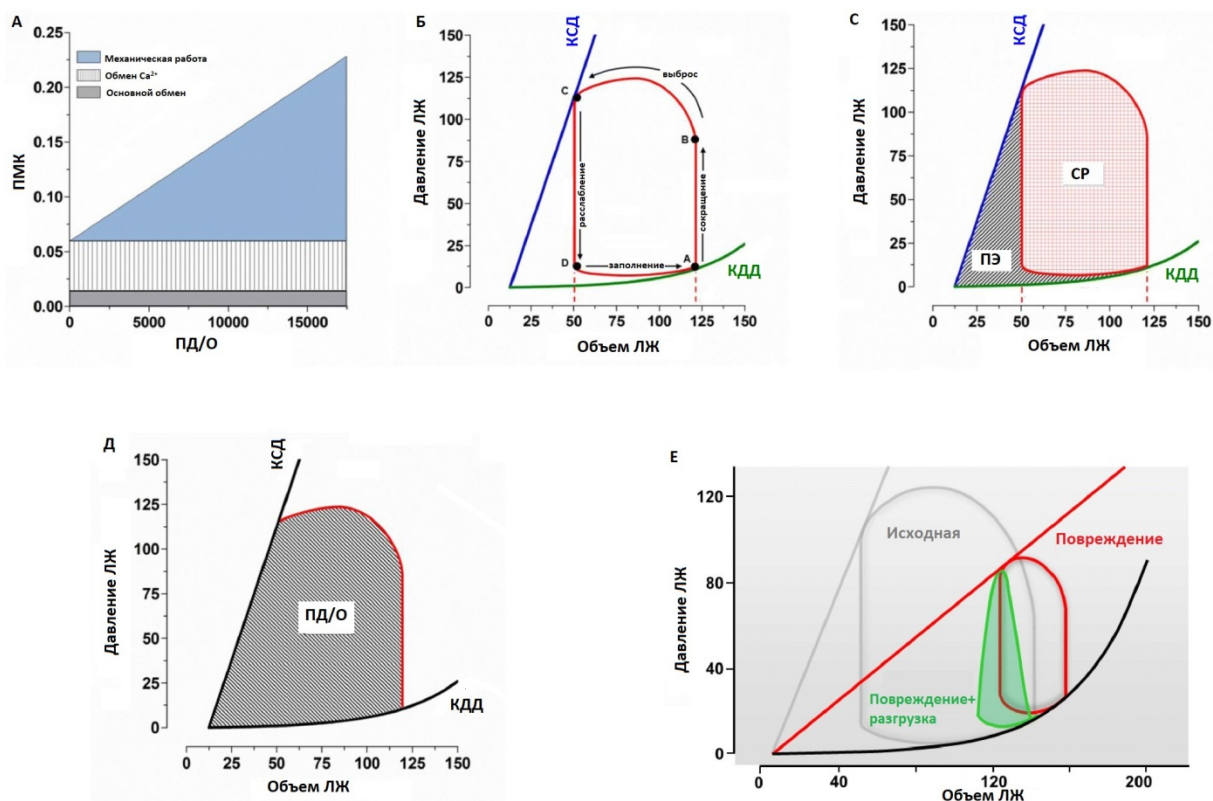 А
0.25
0.20
0.15
0.10
0.05
0.00
ПМК
Механическая работа
Обмен Ca²⁺
Основной обмен
0
5000
10000
15000
ПД/О
Б
150
125
100
75
50
25
0
Давление ЛЖ
КСД
выброс
C
B
расслабление
сокращение
D
заполнение
A
КДД
0
25
50
75
100
125
150
Объем ЛЖ
С
150
125
100
75
50
25
0
Давление ЛЖ
КСД
СР
ПЭ
КДД
0
25
50
75
100
125
150
Объем ЛЖ
Д
150
125
100
75
50
25
0
Давление ЛЖ
КСД
ПД/О
КДД
0
25
50
75
100
125
150
Объем ЛЖ
Е
120
80
40
0
Давление ЛЖ
Исходная
Повреждение
Повреждение+
разгрузка
0
40
120
200
Объем ЛЖ